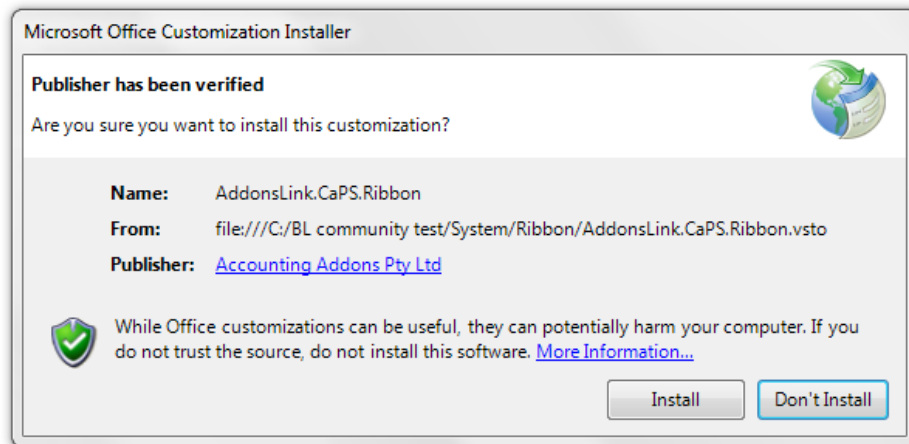 Microsoft Office Customization Installer
Publisher has been verified
Are you sure you want to install this customization?
Name: AddonsLink.CaPS.Ribbon
From: file:///C:/BL community test/System/Ribbon/AddonsLink.CaPS.Ribbon.vsto
Publisher: Accounting Addons Pty Ltd
While Office customizations can be useful, they can potentially harm your computer. If you
do not trust the source, do not install this software. More Information...
Install Don't Install